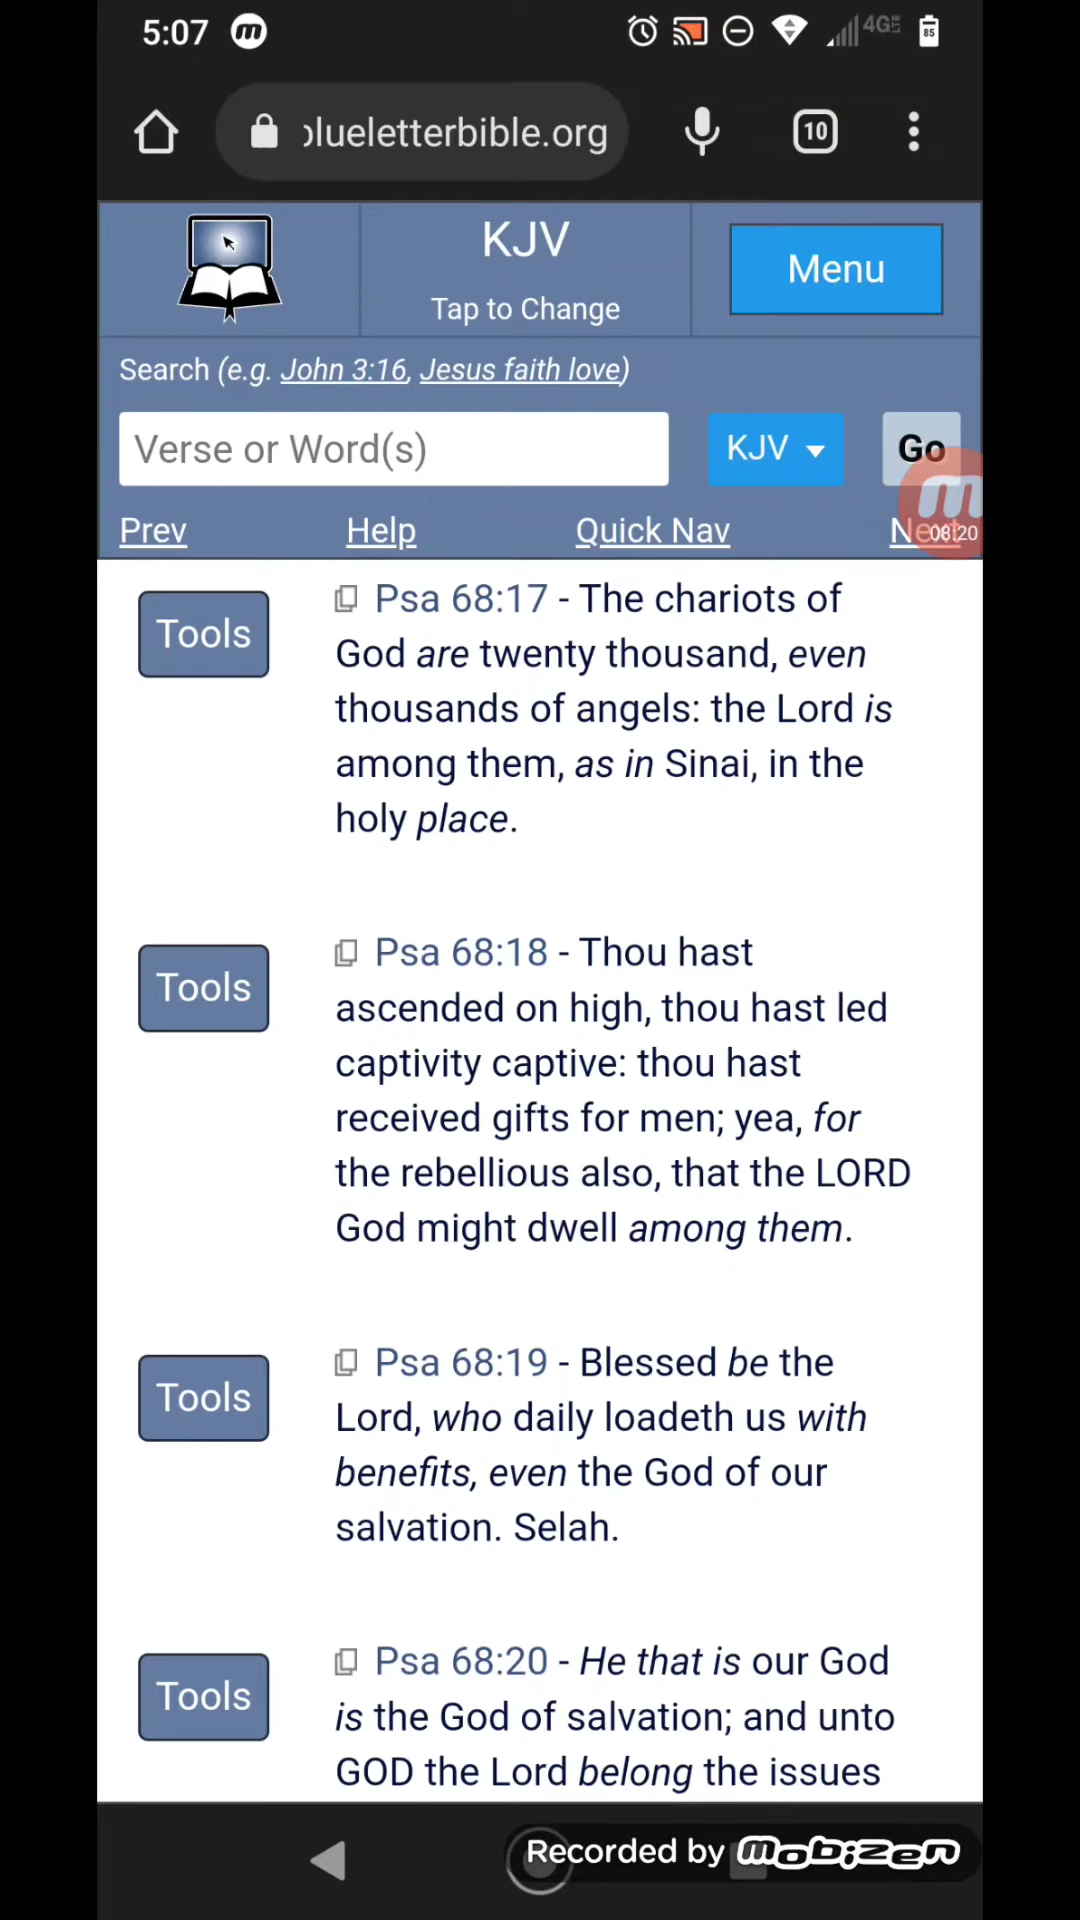 5:07 m 4G LTE 85
blueletterbible.org 10
KJV
Tap to Change
Menu
Search (e.g. John 3:16, Jesus faith love)
Verse or Word(s) KJV Go
Prev Help Quick Nav Next
08:20
Tools
Psa 68:17 - The chariots of
God are twenty thousand, even
thousands of angels: the Lord is
among them, as in Sinai, in the
holy place.
Tools
Psa 68:18 - Thou hast
ascended on high, thou hast led
captivity captive: thou hast
received gifts for men; yea, for
the rebellious also, that the LORD
God might dwell among them.
Tools
Psa 68:19 - Blessed be the
Lord, who daily loadeth us with
benefits, even the God of our
salvation. Selah.
Tools
Psa 68:20 - He that is our God
is the God of salvation; and unto
GOD the Lord belong the issues
Recorded by mobizen